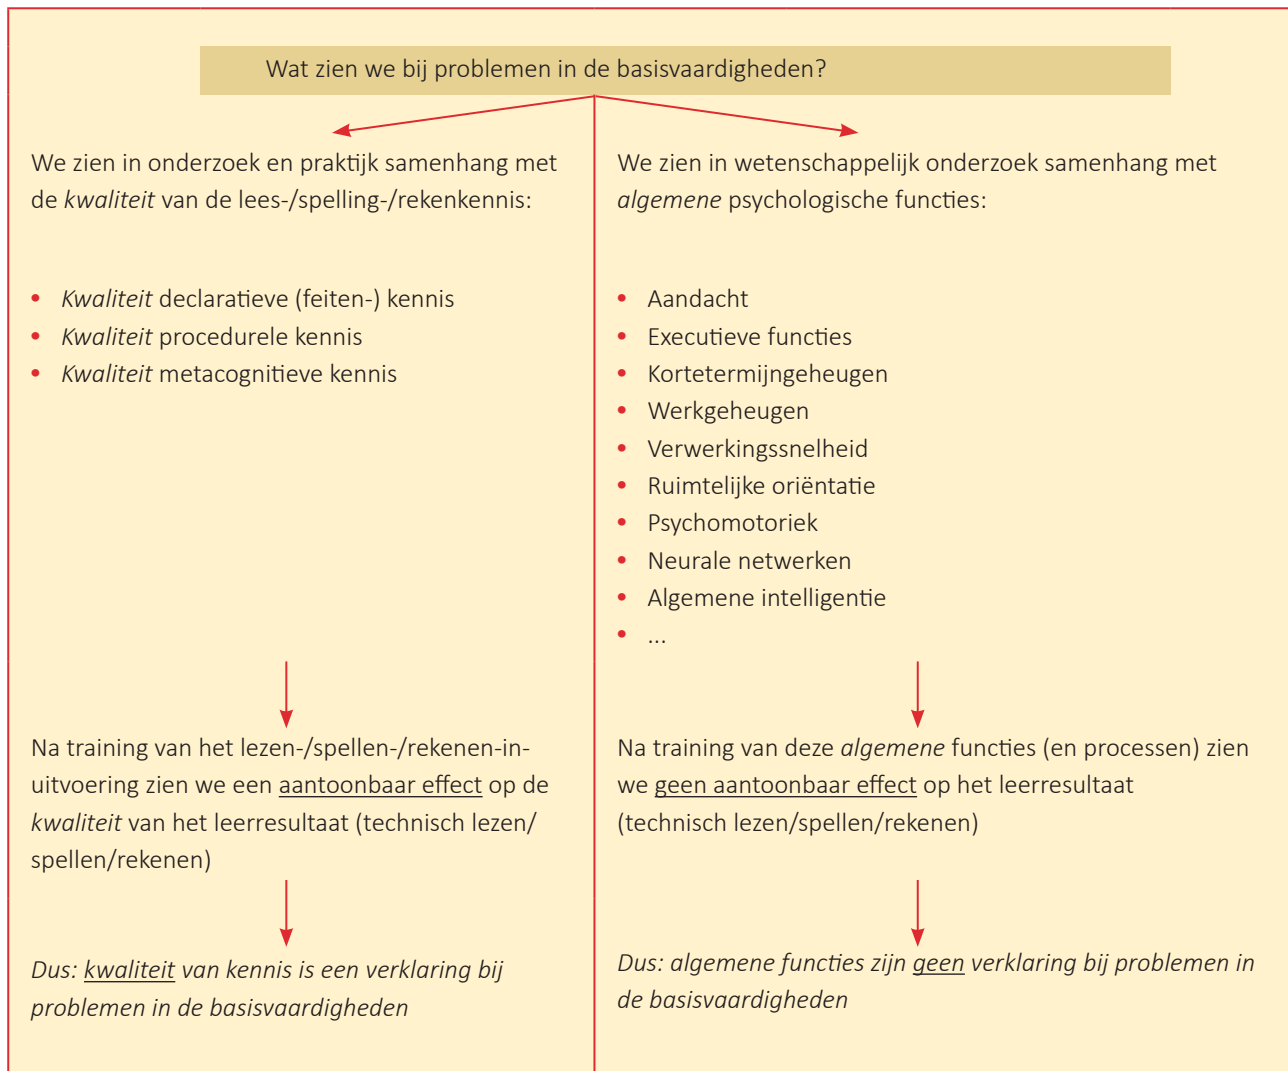 Wat zien we bij problemen in de basisvaardigheden?
We zien in onderzoek en praktijk samenhang met
de kwaliteit van de lees-/spelling-/rekenkennis:
• Kwaliteit declaratieve (feiten-) kennis
• Kwaliteit procedurele kennis
• Kwaliteit metacognitieve kennis
Na training van het lezen-/spellen-/rekenen-in-
uitvoering zien we een aantoonbaar effect op de
kwaliteit van het leerresultaat (technisch lezen/
spellen/rekenen)
Dus: kwaliteit van kennis is een verklaring bij
problemen in de basisvaardigheden
We zien in wetenschappelijk onderzoek samenhang met
algemene psychologische functies:
• Aandacht
• Executieve functies
• Kortetermijngeheugen
• Werkgeheugen
• Verwerkingssnelheid
• Ruimtelijke oriëntatie
• Psychomotoriek
• Neurale netwerken
• Algemene intelligentie
• ...
Na training van deze algemene functies (en processen) zien
we geen aantoonbaar effect op het leerresultaat
(technisch lezen/spellen/rekenen)
Dus: algemene functies zijn geen verklaring bij problemen in
de basisvaardigheden